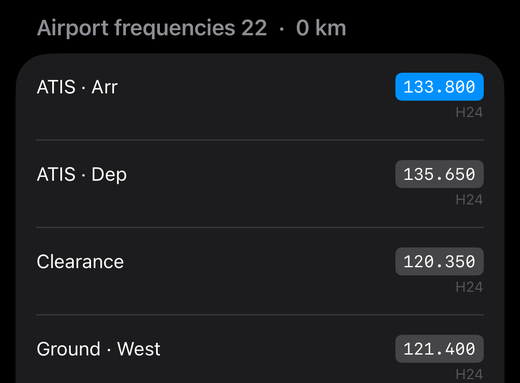 Airport frequencies 22 · 0 km
ATIS · Arr 133.800
H24
ATIS · Dep 135.650
H24
Clearance 120.350
H24
Ground · West 121.400
H24